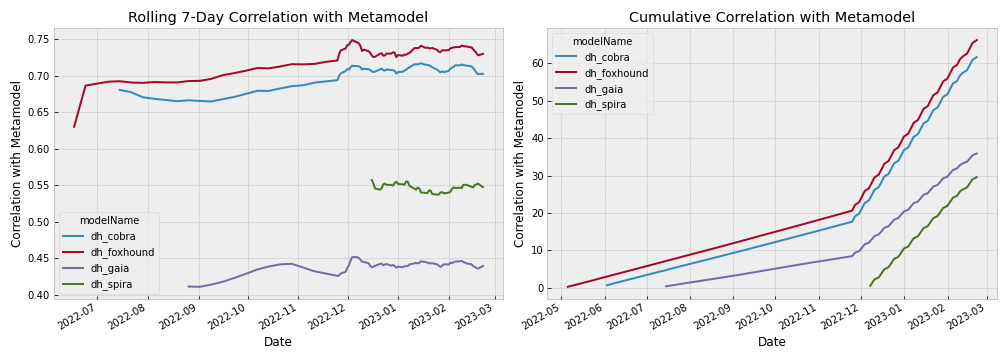 Rolling 7-Day Correlation with Metamodel
Correlation with Metamodel
0.75
0.70
0.65
0.60
0.55
0.50
0.45
0.40
modelName
dh_cobra
dh_foxhound
dh_gaia
dh_spira
2022-07
2022-08
2022-09
2022-10
2022-11
2022-12
2023-01
2023-02
2023-03
Date
Cumulative Correlation with Metamodel
Correlation with Metamodel
60
50
40
30
20
10
0
modelName
dh_cobra
dh_foxhound
dh_gaia
dh_spira
2022-05
2022-06
2022-07
2022-08
2022-09
2022-10
2022-11
2022-12
2023-01
2023-02
2023-03
Date